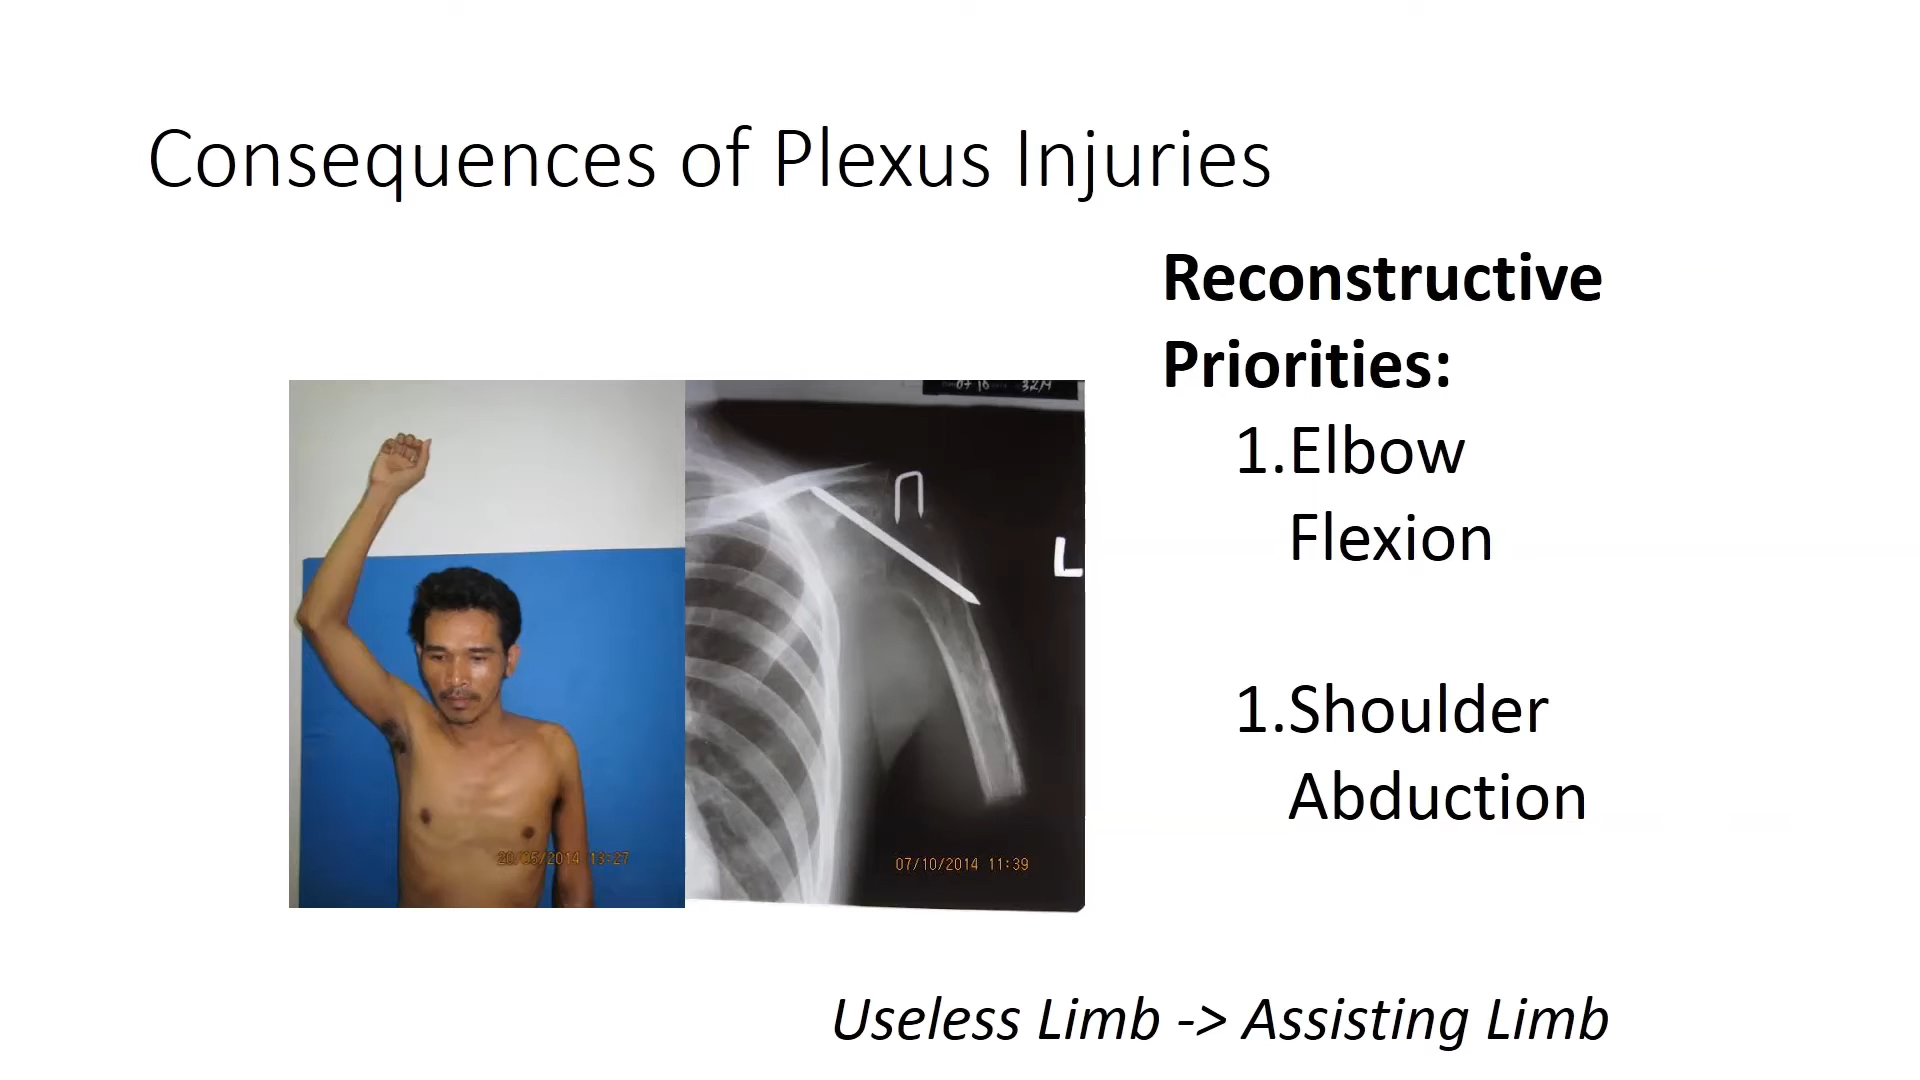 Consequences of Plexus Injuries
Reconstructive
Priorities:
1.Elbow
Flexion
1.Shoulder
Abduction
L
20/05/2014 13:27
07/10/2014 11:39
Useless Limb -> Assisting Limb